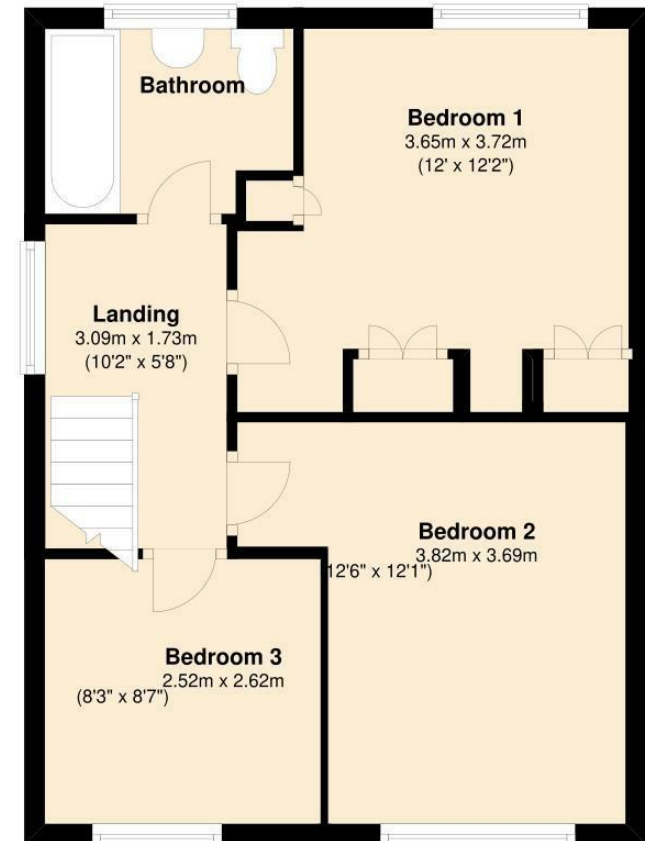 Bathroom
Bedroom 1
3.65m x 3.72m
(12' x 12'2")
Landing
3.09m x 1.73m
(10'2" x 5'8")
Bedroom 2
3.82m x 3.69m
12'6" x 12'1")
Bedroom 3
2.52m x 2.62m
(8'3" x 8'7")